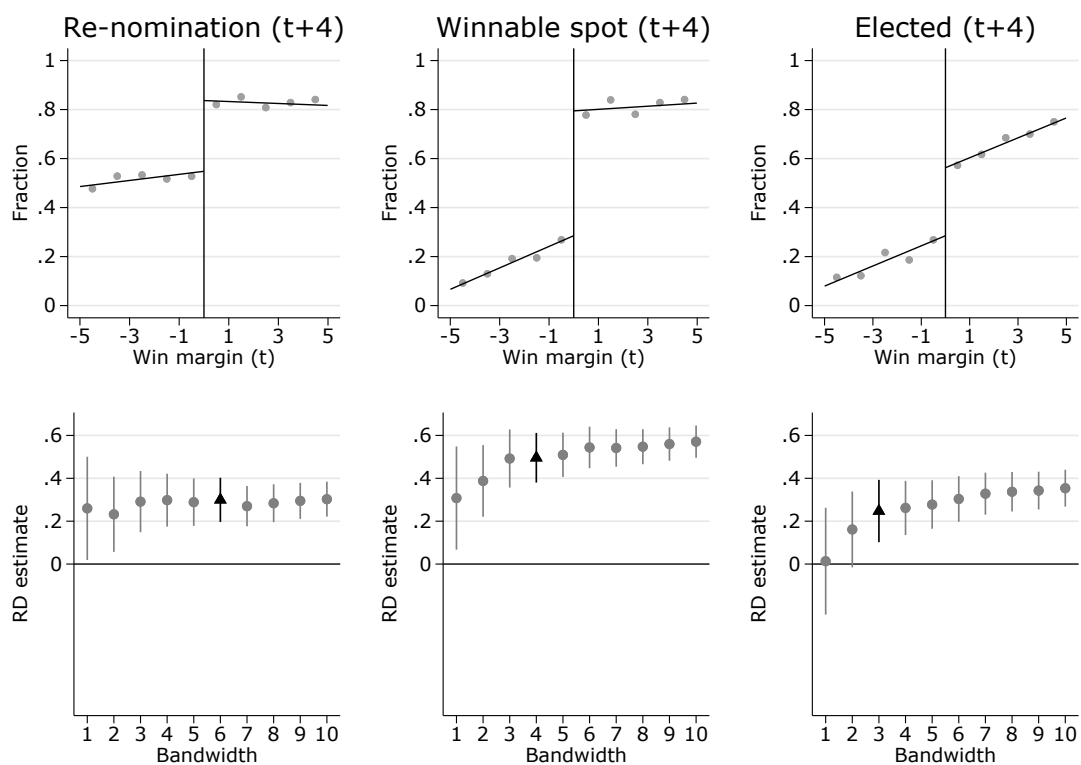 Re-nomination (t+4)
Winnable spot (t+4)
Elected (t+4)
Fraction
1
.8
.6
.4
.2
0
-5 -3 -1 1 3 5
Win margin (t)
Fraction
1
.8
.6
.4
.2
0
-5 -3 -1 1 3 5
Win margin (t)
Fraction
1
.8
.6
.4
.2
0
-5 -3 -1 1 3 5
Win margin (t)
RD estimate
.6
.4
.2
0
1 2 3 4 5 6 7 8 9 10
Bandwidth
RD estimate
.6
.4
.2
0
1 2 3 4 5 6 7 8 9 10
Bandwidth
RD estimate
.6
.4
.2
0
1 2 3 4 5 6 7 8 9 10
Bandwidth